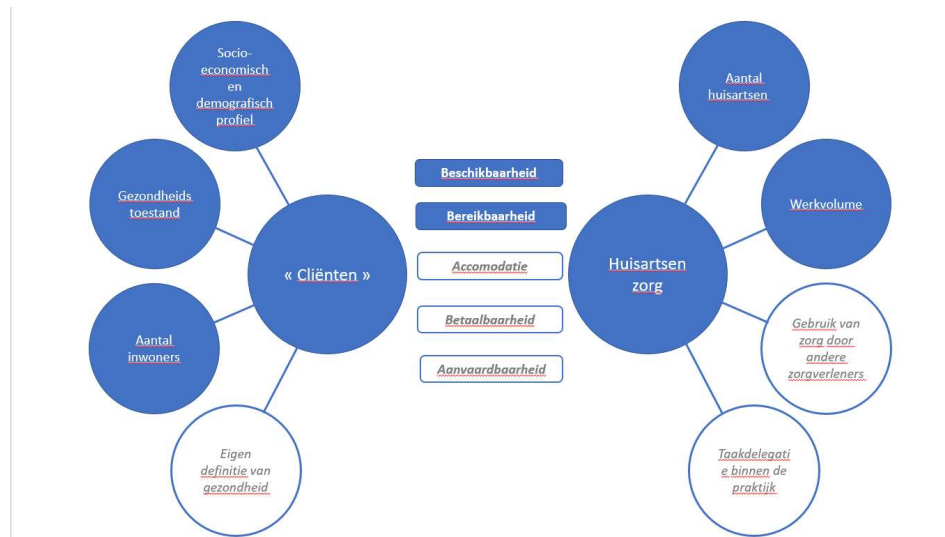 Socio-
economisch
en
demografisch
profiel
Gezondheids
toestand
« Cliënten »
Aantal
inwoners
Eigen
definitie van
gezondheid
Beschikbaarheid
Bereikbaarheid
Accomodatie
Betaalbaarheid
Aanvaardbaarheid
Aantal
huisartsen
Werkvolume
Huisartsen
zorg
Gebruik van
zorg door
andere
zorgverleners
Taakdelegati
e binnen de
praktijk